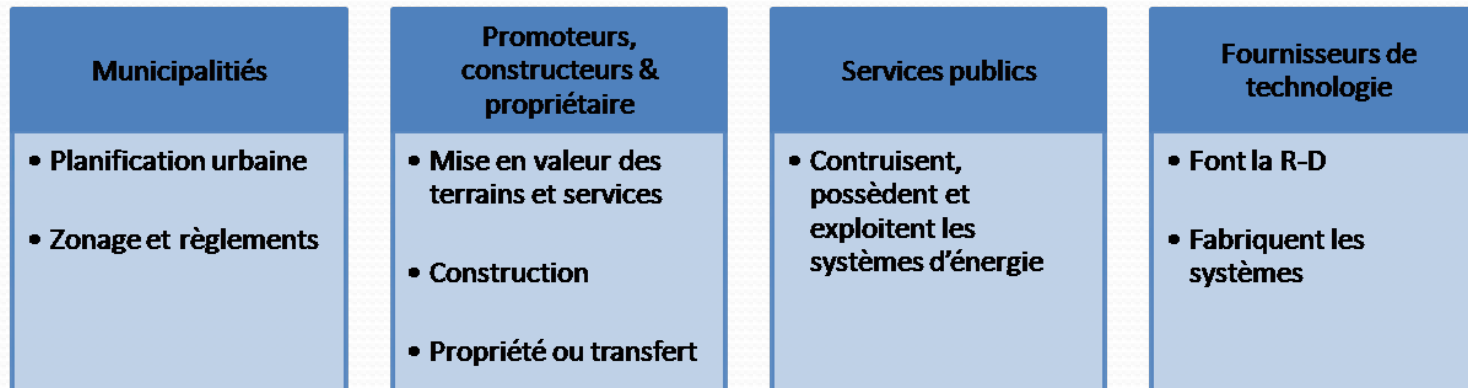 Municipalitiés
• Planification urbaine
• Zonage et règlements
Promoteurs,
constructeurs &
propriétaire
• Mise en valeur des
terrains et services
• Construction
• Propriété ou transfert
Services publics
• Contruisent,
possèdent et
exploitent les
systèmes d'énergie
Fournisseurs de
technologie
• Font la R-D
• Fabriquent les
systèmes